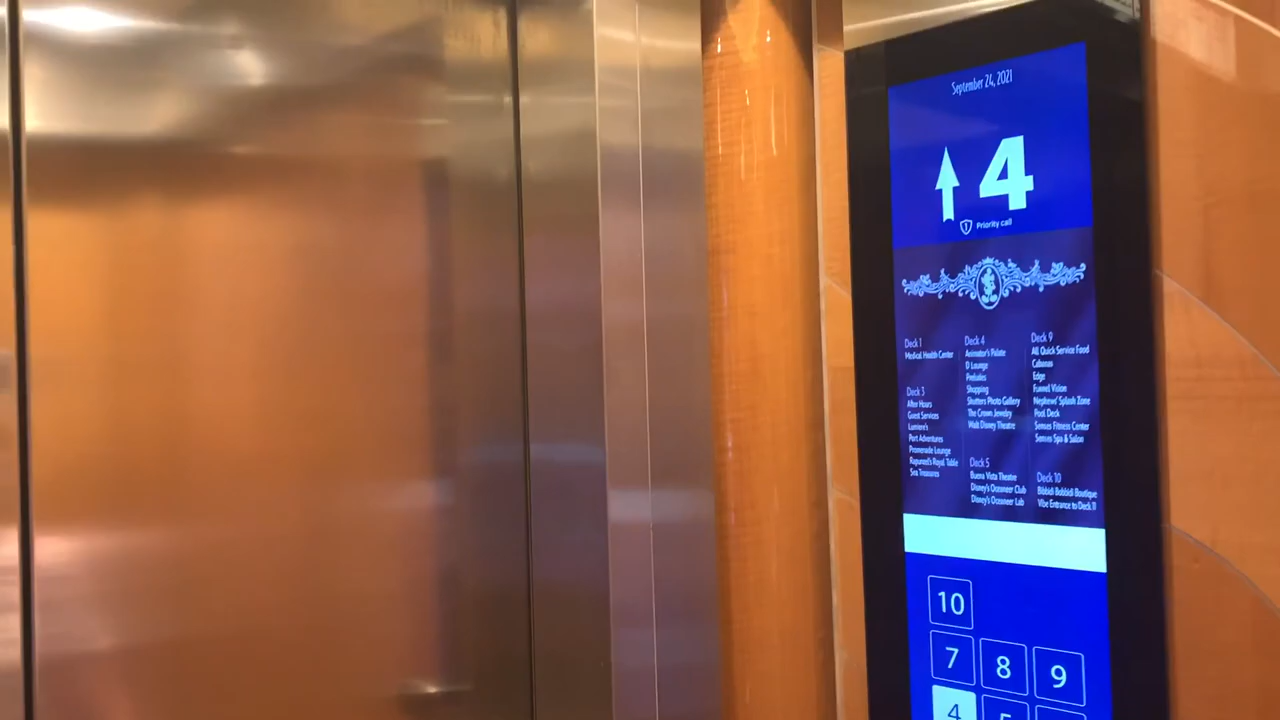 September 24, 2021
4
Priority call
Deck 1
Medical Health Center
Deck 3
After Hours
Guest Services
Lumiere's
Port Adventures
Promenade Lounge
Rapunzel's Royal Table
Sea Treasures
Deck 4
Animator's Palate
D Lounge
Preludes
Shopping
Shutters Photo Gallery
The Crown Jewelry
Walt Disney Theatre
Deck 5
Buena Vista Theatre
Disney's Oceaneer Club
Disney's Oceaneer Lab
Deck 9
All Quick Service Food
Cabanas
Edge
Funnel Vision
Nephews' Splash Zone
Pool Deck
Senses Fitness Center
Senses Spa & Salon
Deck 10
Bibbidi Bobbidi Boutique
Vibe Entrance to Deck 11
10
7 8 9
4 5